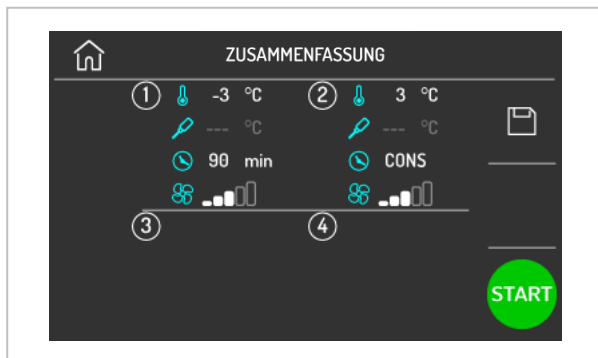 ZUSAMMENFASSUNG
1 -3 °C 2 3 °C
--- °C --- °C
90 min CONS
3 4
START